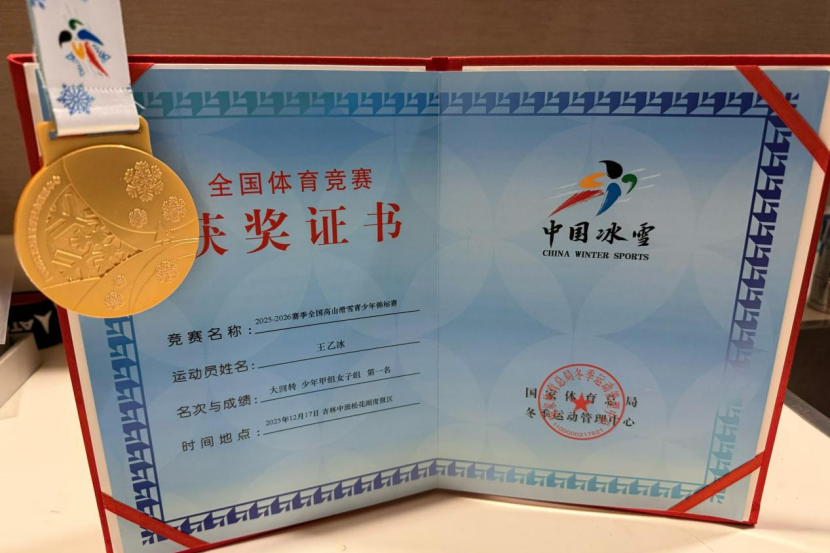 全国体育竞赛
获奖证书
竞赛名称：2025-2026赛季全国高山滑雪青少年锦标赛
运动员姓名：王乙冰
名次与成绩：大回转 少年甲组女子组 第一名
时间地点：2025年12月17日 吉林中旅松花湖度假区
中国冰雪
CHINA WINTER SPORTS
国家体育总局
冬季运动管理中心